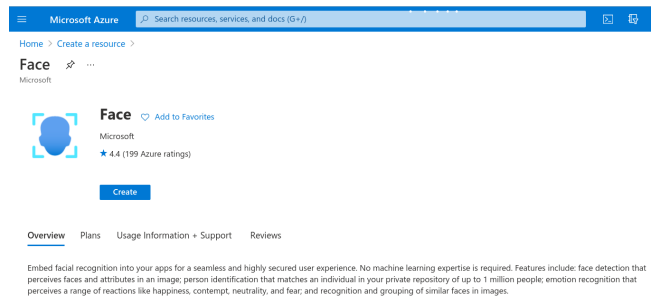 Microsoft Azure
Search resources, services, and docs (G+/)
Home > Create a resource >
Face
Microsoft
Face Add to Favorites
Microsoft
★ 4.4 (199 Azure ratings)
Create
Overview Plans Usage Information + Support Reviews
Embed facial recognition into your apps for a seamless and highly secured user experience. No machine learning expertise is required. Features include: face detection that
perceives faces and attributes in an image; person identification that matches an individual in your private repository of up to 1 million people; emotion recognition that
perceives a range of reactions like happiness, contempt, neutrality, and fear; and recognition and grouping of similar faces in images.